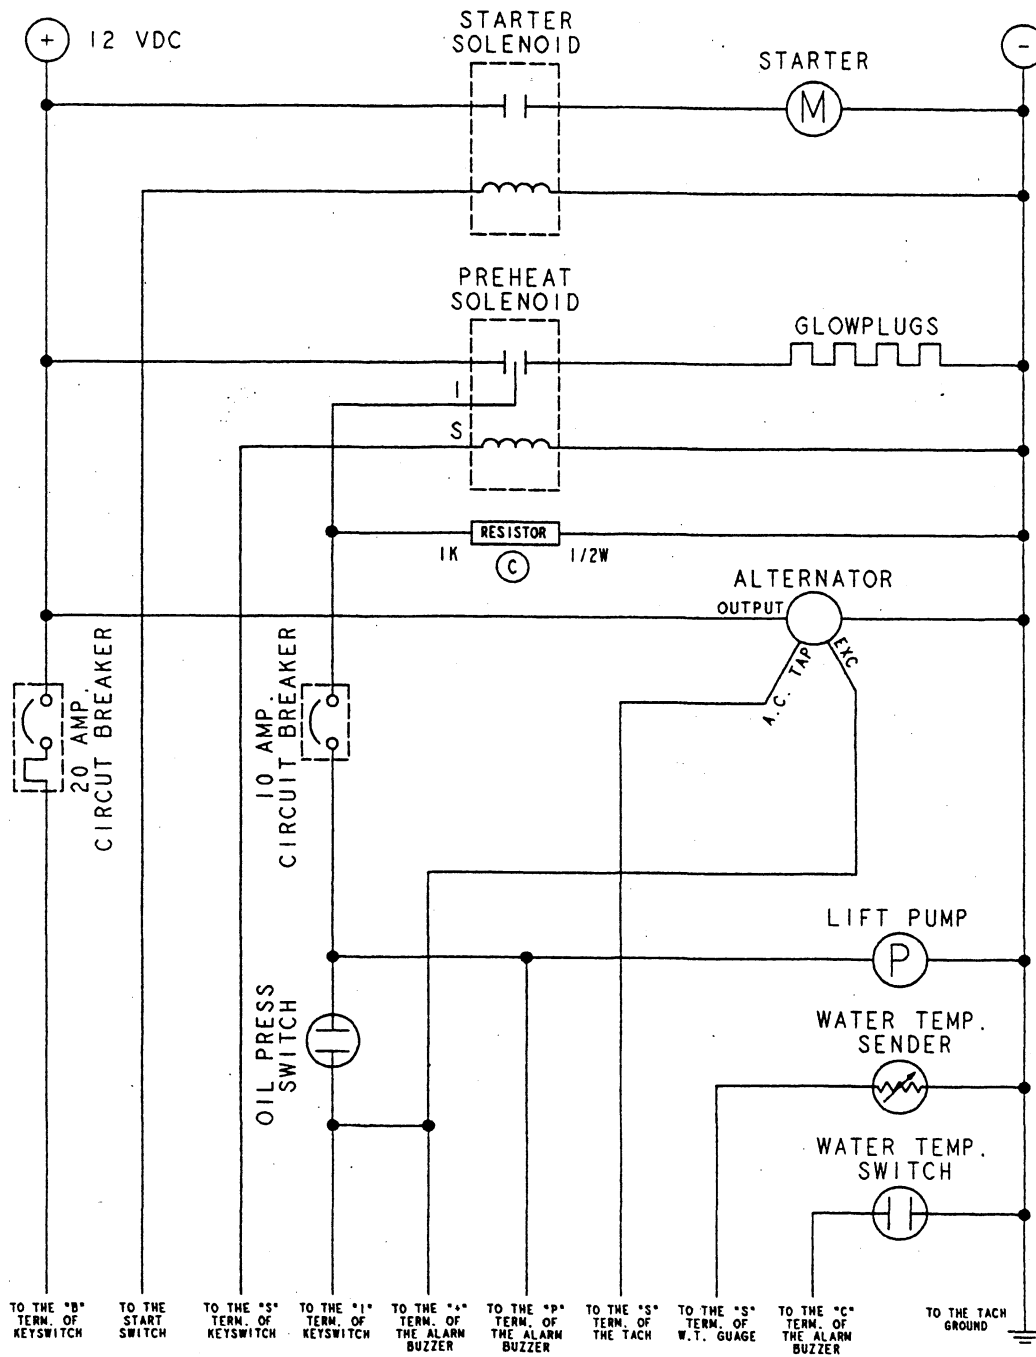 + 12 VDC
STARTER
SOLENOID
STARTER
-
M
PREHEAT
SOLENOID
GLOWPLUGS
I
S
RESISTOR
1K
1/2W
C
ALTERNATOR
OUTPUT
A.C. TAP
EXC
20 AMP.
CIRCUT BREAKER
10 AMP.
CIRCUIT BREAKER
LIFT PUMP
P
OIL PRESS
SWITCH
WATER TEMP.
SENDER
WATER TEMP.
SWITCH
TO THE "B"
TERM. OF
KEYSWITCH
TO THE
START
SWITCH
TO THE "S"
TERM. OF
KEYSWITCH
TO THE "I"
TERM. OF
KEYSWITCH
TO THE "+"
TERM. OF
THE ALARM
BUZZER
TO THE "P"
TERM. OF
THE ALARM
BUZZER
TO THE "S"
TERM. OF
THE TACH
TO THE "S"
TERM. OF
W.T. GUAGE
TO THE "C"
TERM. OF
THE ALARM
BUZZER
TO THE TACH
GROUND